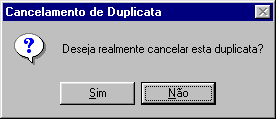 Cancelamento de Duplicata
Deseja realmente cancelar esta duplicata?
Sim
Não